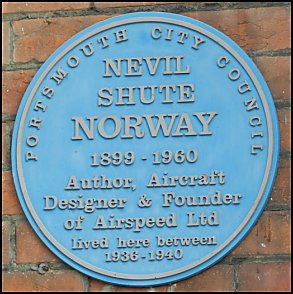 PORTSMOUTH CITY COUNCIL
NEVIL
SHUTE
NORWAY
1899 - 1960
Author, Aircraft
Designer & Founder
of Airspeed Ltd
lived here between
1936 - 1940